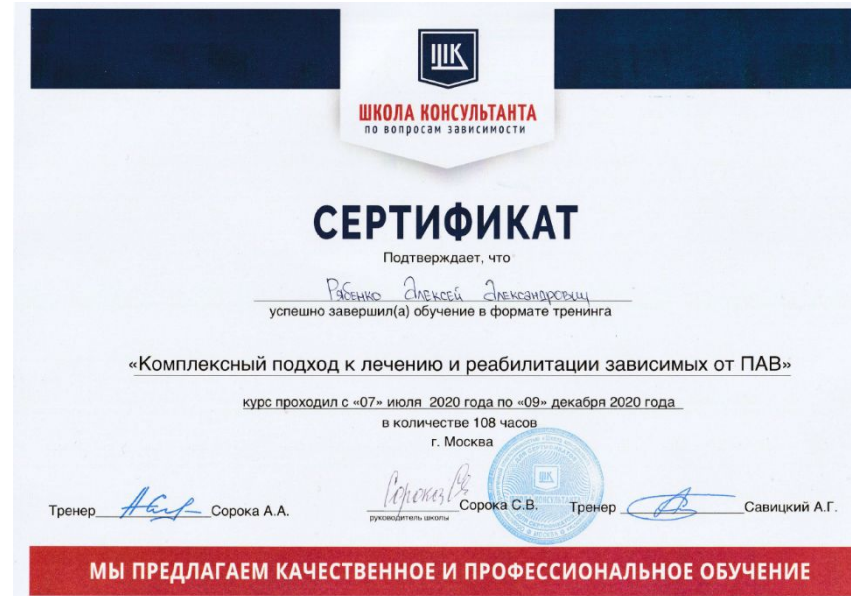 ШК
ШКОЛА КОНСУЛЬТАНТА
ПО ВОПРОСАМ ЗАВИСИМОСТИ
СЕРТИФИКАТ
Подтверждает, что
Рябенко Алексей Александрович
успешно завершил(а) обучение в формате тренинга
«Комплексный подход к лечению и реабилитации зависимых от ПАВ»
курс проходил с «07» июля 2020 года по «09» декабря 2020 года
в количестве 108 часов
г. Москва
Тренер Сорока А.А.
Сорока С.В.
руководитель школы
Тренер Савицкий А.Г.
МЫ ПРЕДЛАГАЕМ КАЧЕСТВЕННОЕ И ПРОФЕССИОНАЛЬНОЕ ОБУЧЕНИЕ